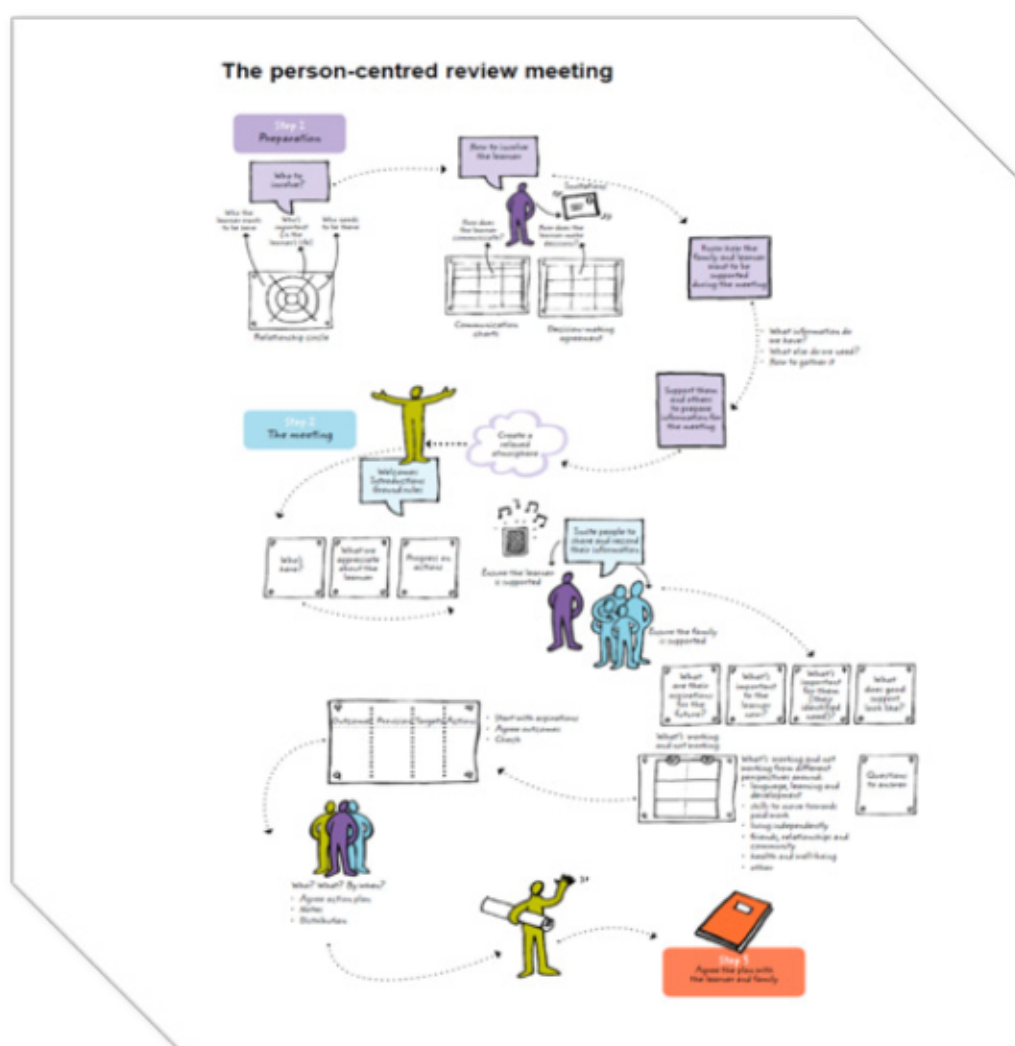 The person-centred review meeting
Step 1
Preparation
Who to
involve?
Who the
learner wants
to be here
Who's
important
in the
learner's life?
Who needs
to be there
Relationship circle
How to involve
the learner
Invitations!
How does
the learner
communicate?
How does the
learner make
decisions?
Communication
charts
Decision-making
agreement
Know how the
family and learner
want to be
supported
during the meeting
• What information do
we have?
• What else do we need?
• How to gather it
Support them
and others
to prepare
information for
the meeting
Step 2
The meeting
Create a
relaxed
atmosphere
Welcomes
Introductions
Ground rules
Who's
here?
What we
appreciate
about the
learner
Progress on
actions
Ensure the learner
is supported
Invite people to
share and record
their information
Ensure the family
is supported
What
are their
aspirations
for the
future?
What's
important
to the
learner now?
What's
important
for them
(their
identified
need)?
What
does good
support
look like?
What's working
and not working
What's working and not
working from different
perspectives around:
• language, learning and
development
• skills to move towards
paid work
• living independently
• friends, relationships and
community
• health and well-being
• other
Questions
to answer
Outcomes Provision Targets Actions
• Start with aspirations
• Agree outcomes
• Check
Who? What? By when?
• Agree action plan
• Notes
• Distribution
Step 3
Agree the plan with
the learner and family